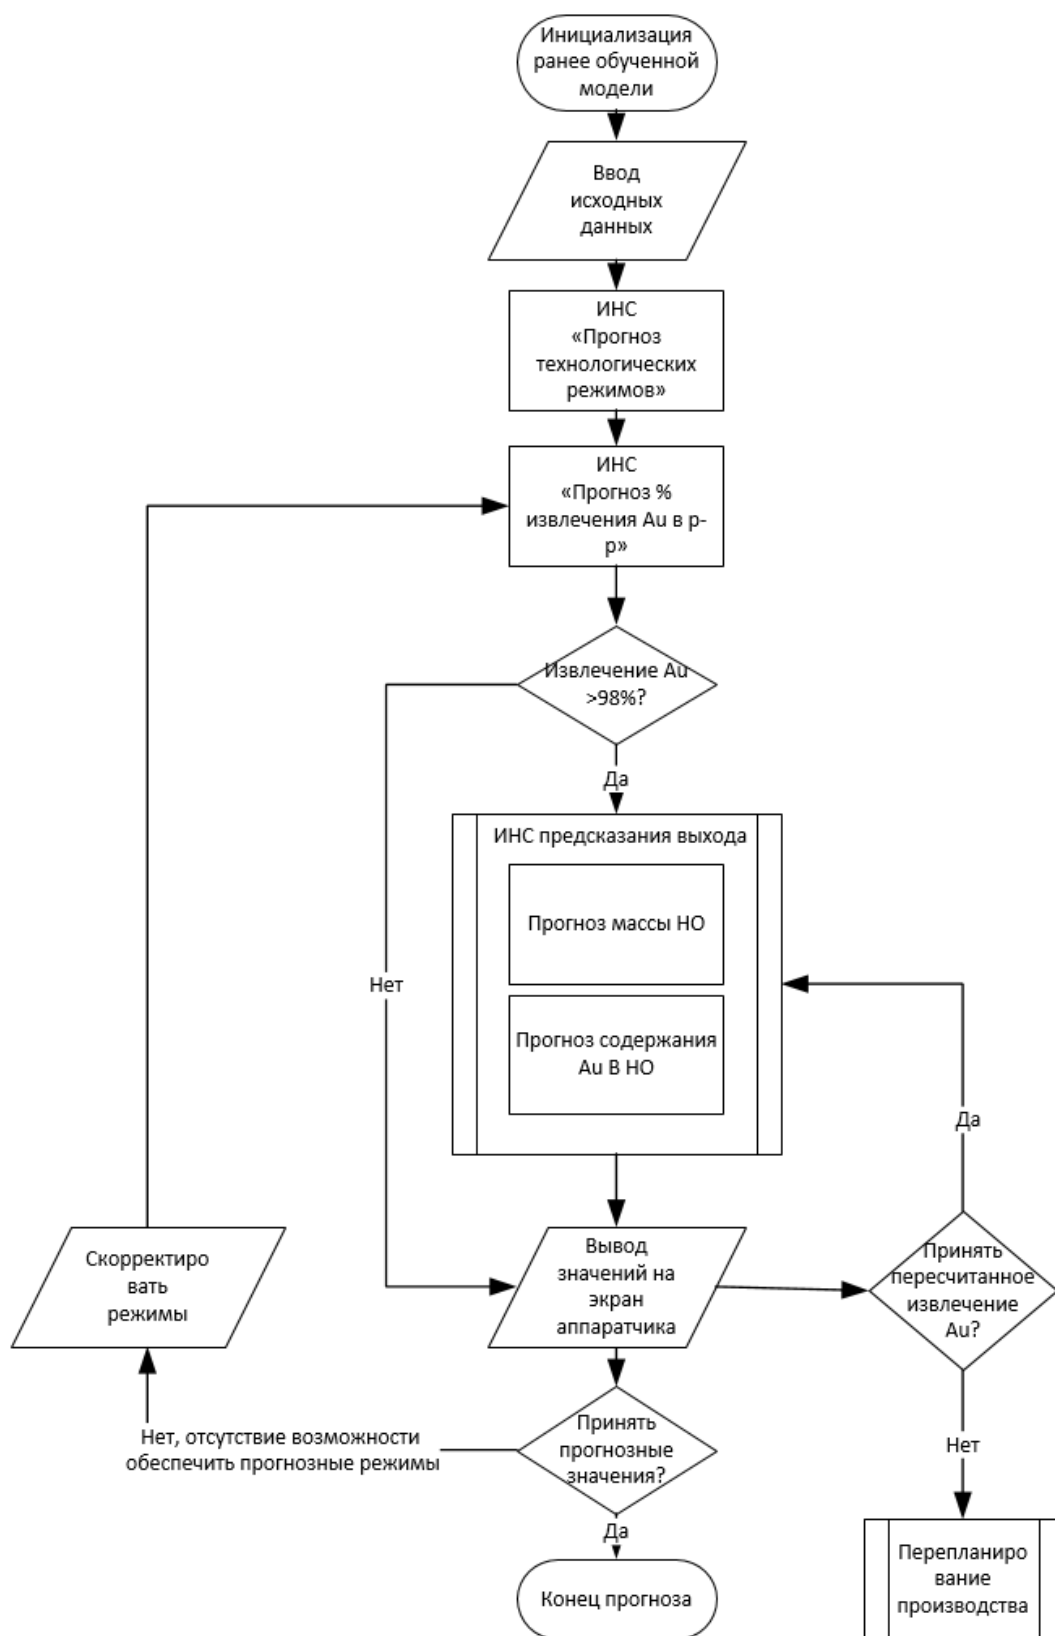 Инициализация
ранее обученной
модели
Ввод
исходных
данных
ИНС
«Прогноз
технологических
режимов»
ИНС
«Прогноз %
извлечения Au в р-
р»
Извлечение Au
>98%?
Да
ИНС предсказания выхода
Прогноз массы НО
Нет
Прогноз содержания
Au В НО
Да
Скорректиро
вать
режимы
Вывод
значений на
экран
аппаратчика
Принять
пересчитанное
извлечение
Au?
Нет, отсутствие возможности
обеспечить прогнозные режимы
Принять
прогнозные
значения?
Нет
Да
Конец прогноза
Перепланиро
вание
производства